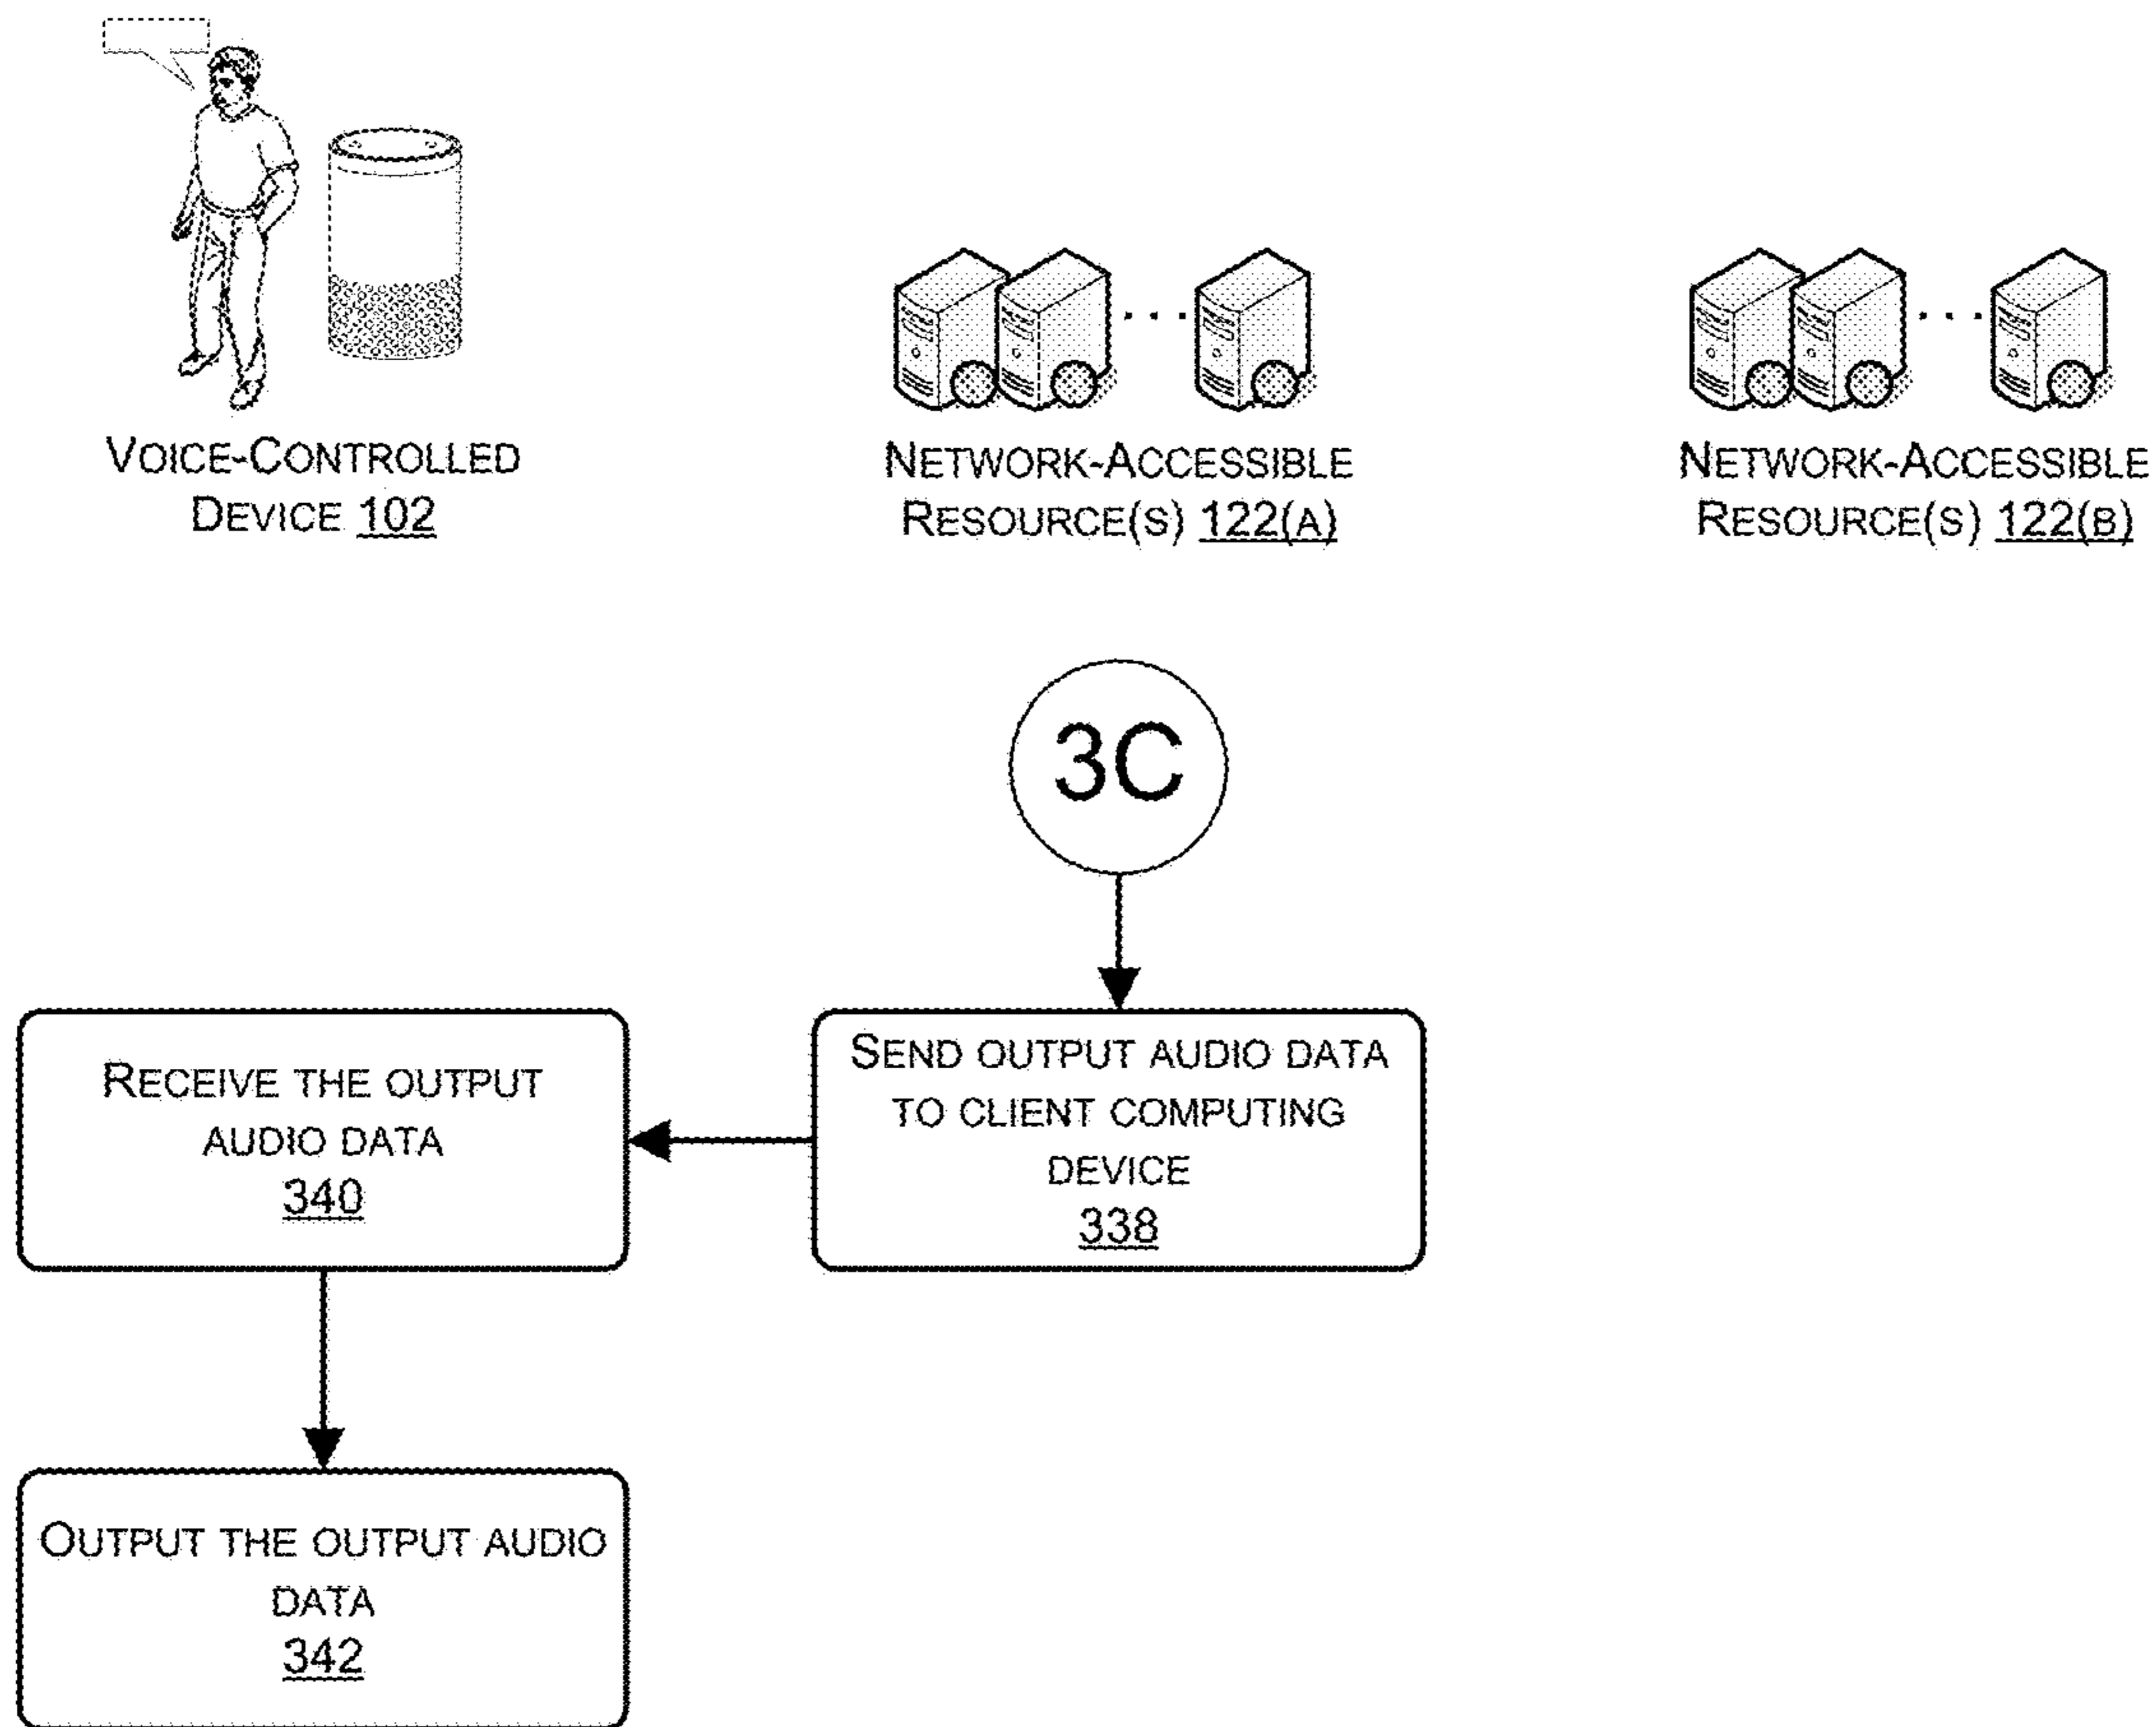 VOICE-CONTROLLED
DEVICE 102
NETWORK-ACCESSIBLE
RESOURCE(S) 122(A)
NETWORK-ACCESSIBLE
RESOURCE(S) 122(B)
3C
SEND OUTPUT AUDIO DATA
TO CLIENT COMPUTING
DEVICE
338
RECEIVE THE OUTPUT
AUDIO DATA
340
OUTPUT THE OUTPUT AUDIO
DATA
342